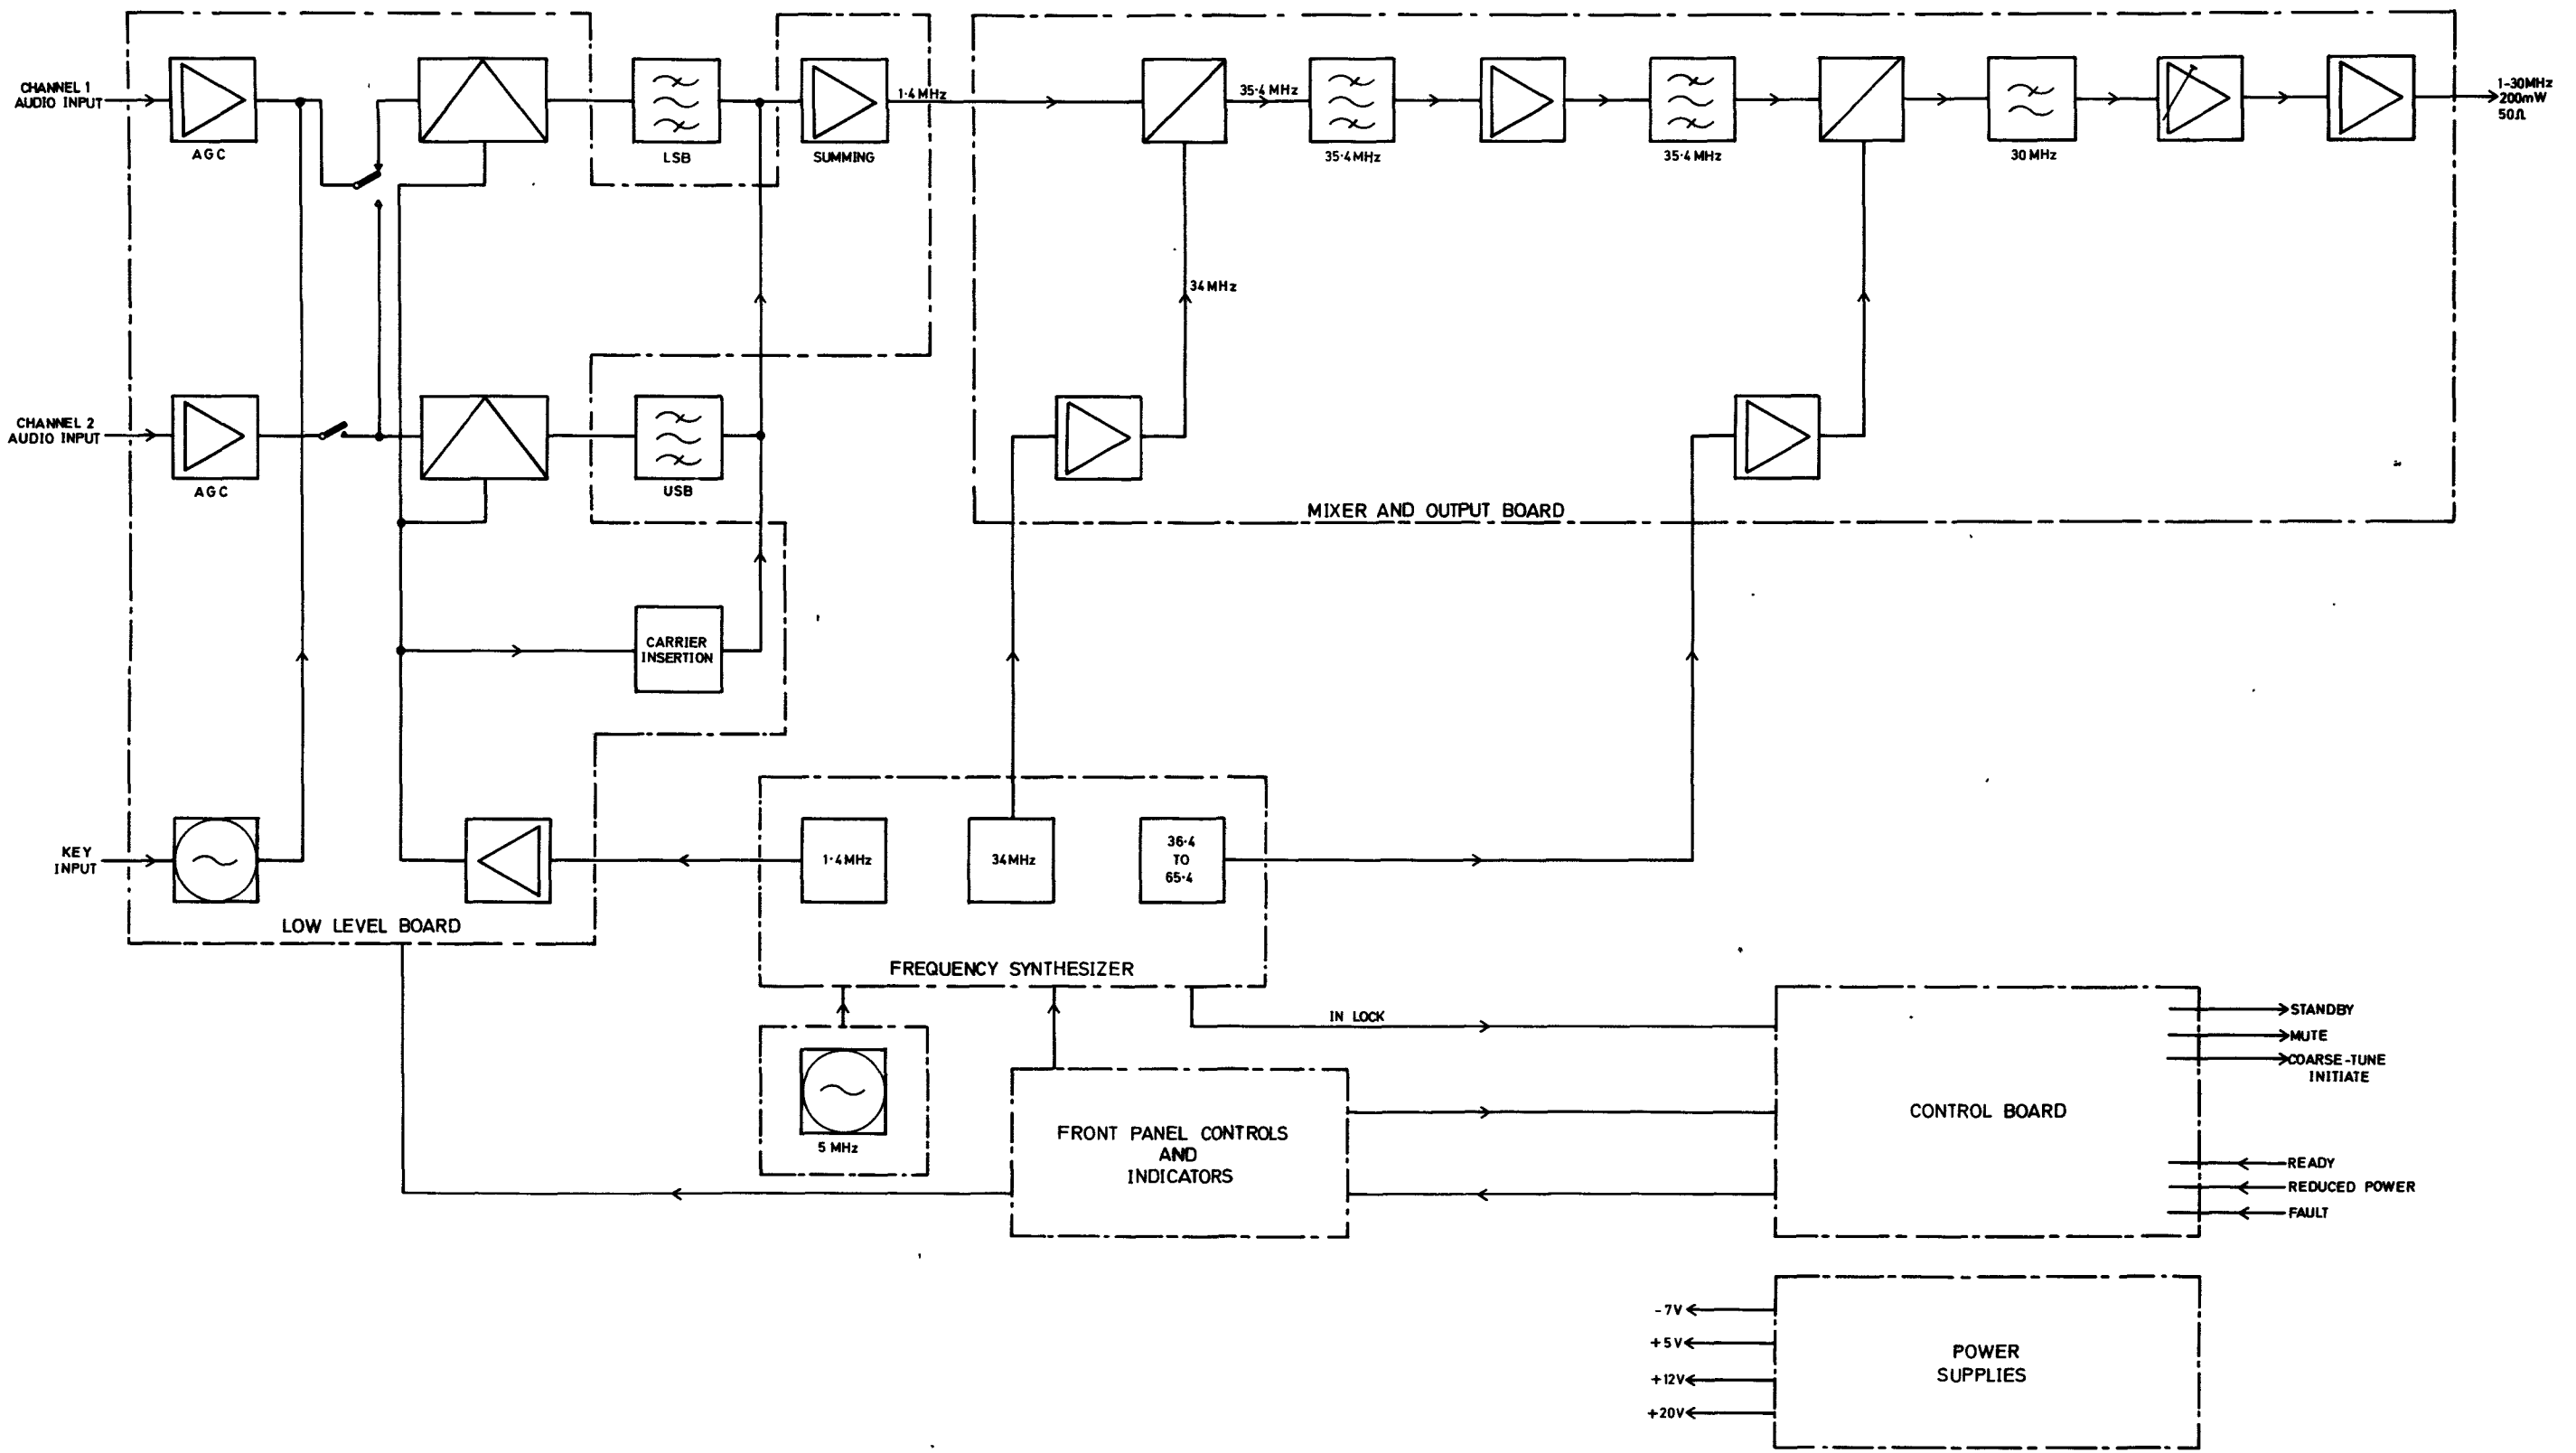 CHANNEL 1
AUDIO INPUT
AGC
LSB
SUMMING
1·4 MHz
35·4 MHz
35·4 MHz
35·4 MHz
30 MHz
1-30MHz
200mW
50Ω
34 MHz
CHANNEL 2
AUDIO INPUT
AGC
USB
MIXER AND OUTPUT BOARD
CARRIER
INSERTION
KEY
INPUT
1·4 MHz
34MHz
36·4
TO
65·4
LOW LEVEL BOARD
FREQUENCY SYNTHESIZER
IN LOCK
5 MHz
FRONT PANEL CONTROLS
AND
INDICATORS
CONTROL BOARD
STANDBY
MUTE
COARSE-TUNE
INITIATE
READY
REDUCED POWER
FAULT
-7V
+5V
+12V
+20V
POWER
SUPPLIES